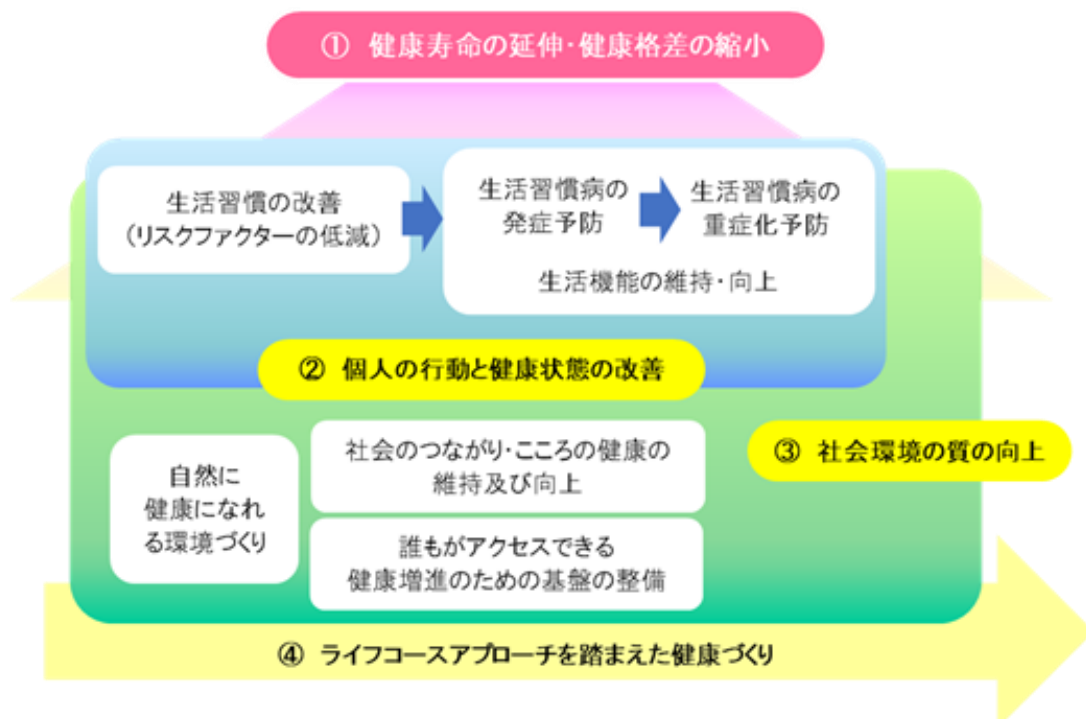 ① 健康寿命の延伸･健康格差の縮小
生活習慣の改善
（リスクファクターの低減）
生活習慣病の
発症予防
生活習慣病の
重症化予防
生活機能の維持･向上
② 個人の行動と健康状態の改善
自然に
健康になれ
る環境づくり
社会のつながり･こころの健康の
維持及び向上
誰もがアクセスできる
健康増進のための基盤の整備
③ 社会環境の質の向上
④ ライフコースアプローチを踏まえた健康づくり